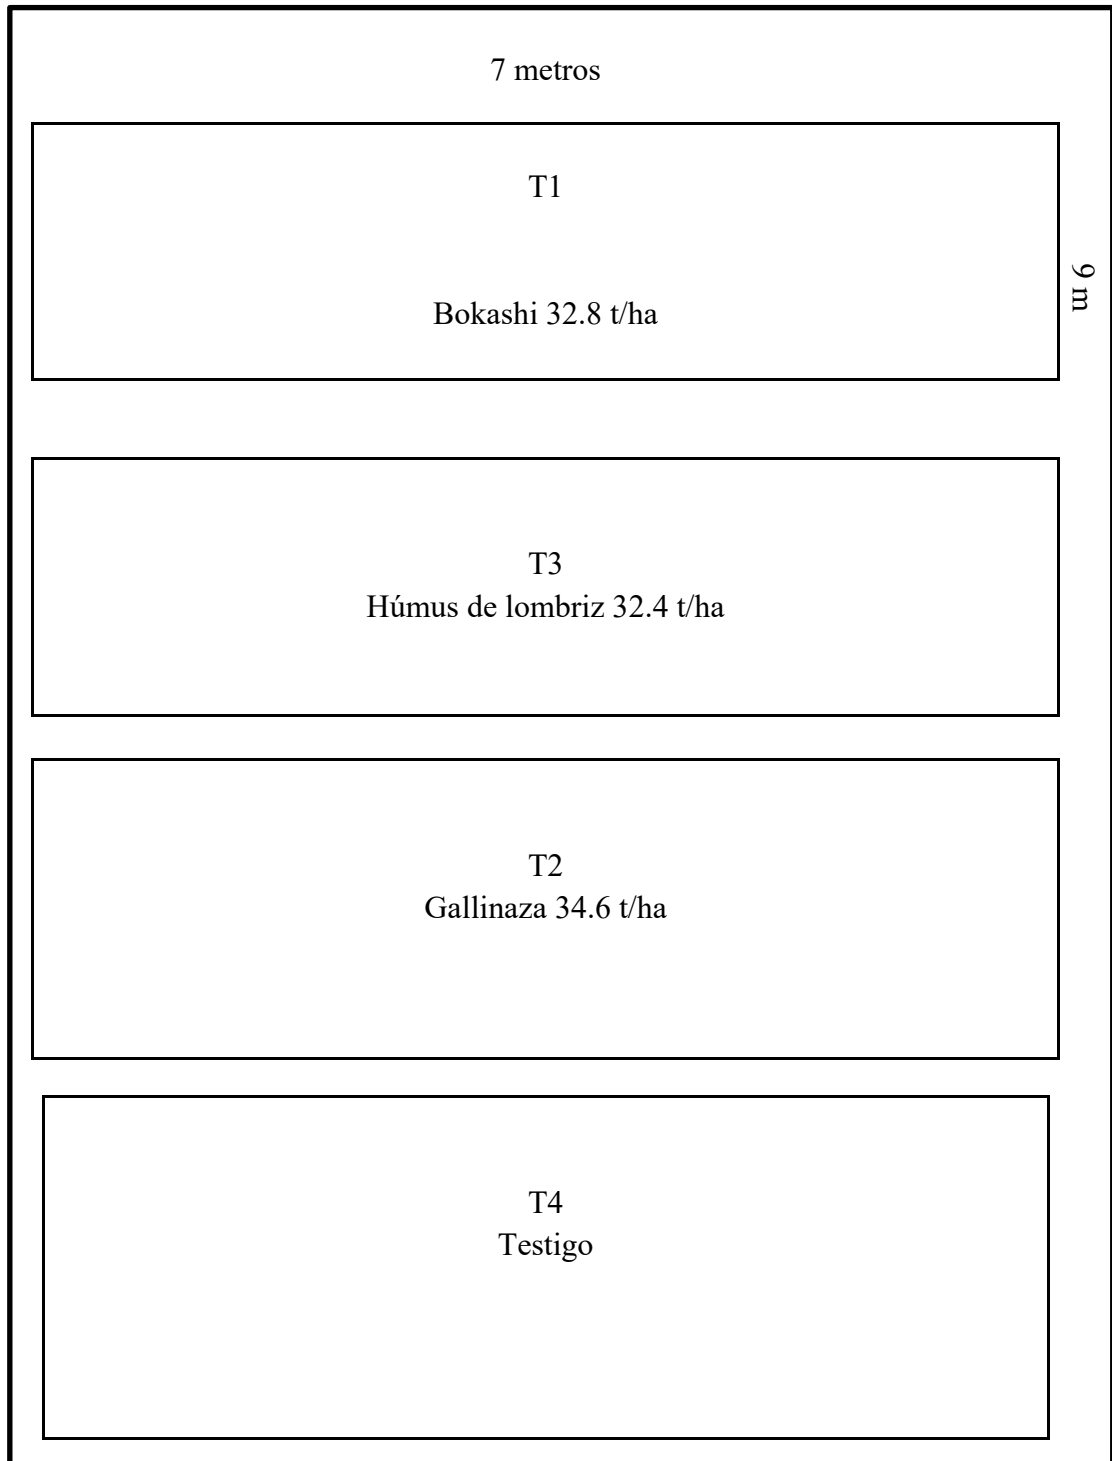 7 metros
T1
9 m
Bokashi 32.8 t/ha
T3
Húmus de lombriz 32.4 t/ha
T2
Gallinaza 34.6 t/ha
T4
Testigo